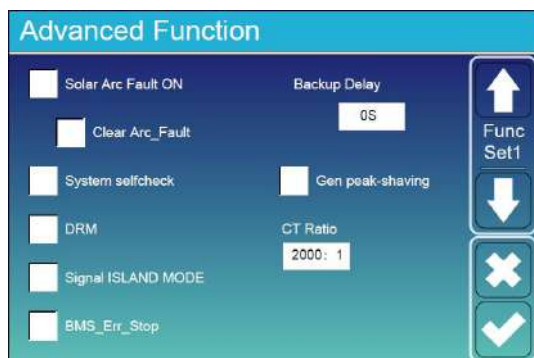 Advanced Function
Solar Arc Fault ON
Backup Delay
0S
Clear Arc_Fault
System selfcheck
Gen peak-shaving
DRM
CT Ratio
2000: 1
Signal ISLAND MODE
BMS_Err_Stop
Func
Set1